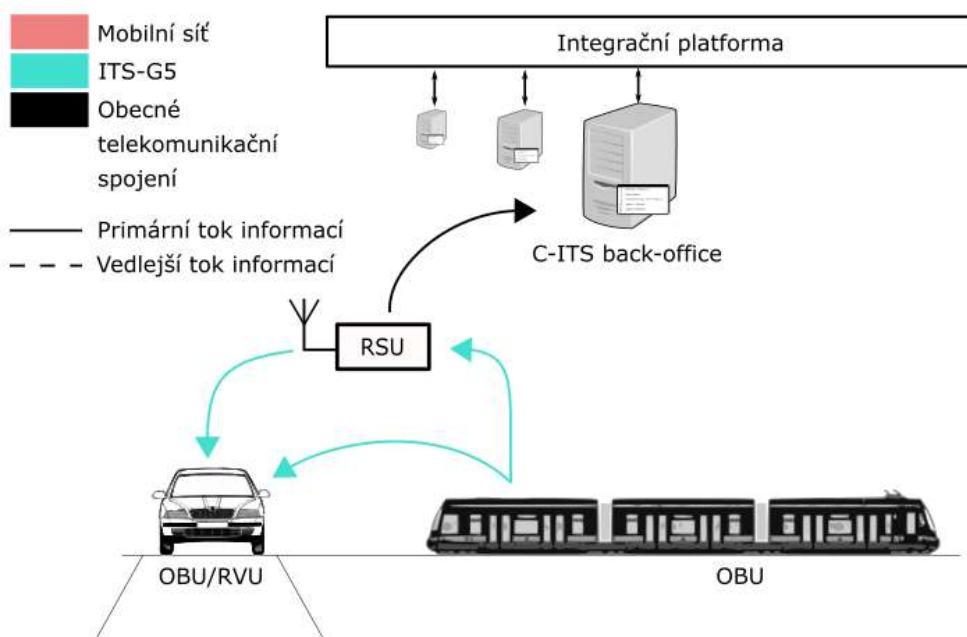 Mobilní síť
ITS-G5
Obecné
telekomunikační
spojení
Primární tok informací
Vedlejší tok informací
Integrační platforma
C-ITS back-office
RSU
OBU/RVU
OBU